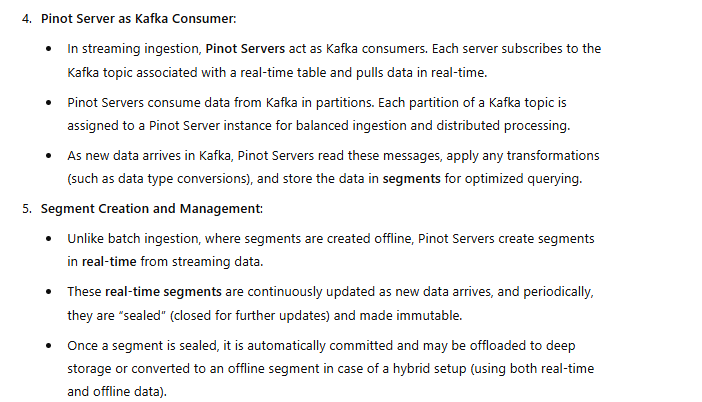 4. Pinot Server as Kafka Consumer:
• In streaming ingestion, Pinot Servers act as Kafka consumers. Each server subscribes to the
Kafka topic associated with a real-time table and pulls data in real-time.
• Pinot Servers consume data from Kafka in partitions. Each partition of a Kafka topic is
assigned to a Pinot Server instance for balanced ingestion and distributed processing.
• As new data arrives in Kafka, Pinot Servers read these messages, apply any transformations
(such as data type conversions), and store the data in segments for optimized querying.
5. Segment Creation and Management:
• Unlike batch ingestion, where segments are created offline, Pinot Servers create segments
in real-time from streaming data.
• These real-time segments are continuously updated as new data arrives, and periodically,
they are “sealed” (closed for further updates) and made immutable.
• Once a segment is sealed, it is automatically committed and may be offloaded to deep
storage or converted to an offline segment in case of a hybrid setup (using both real-time
and offline data).